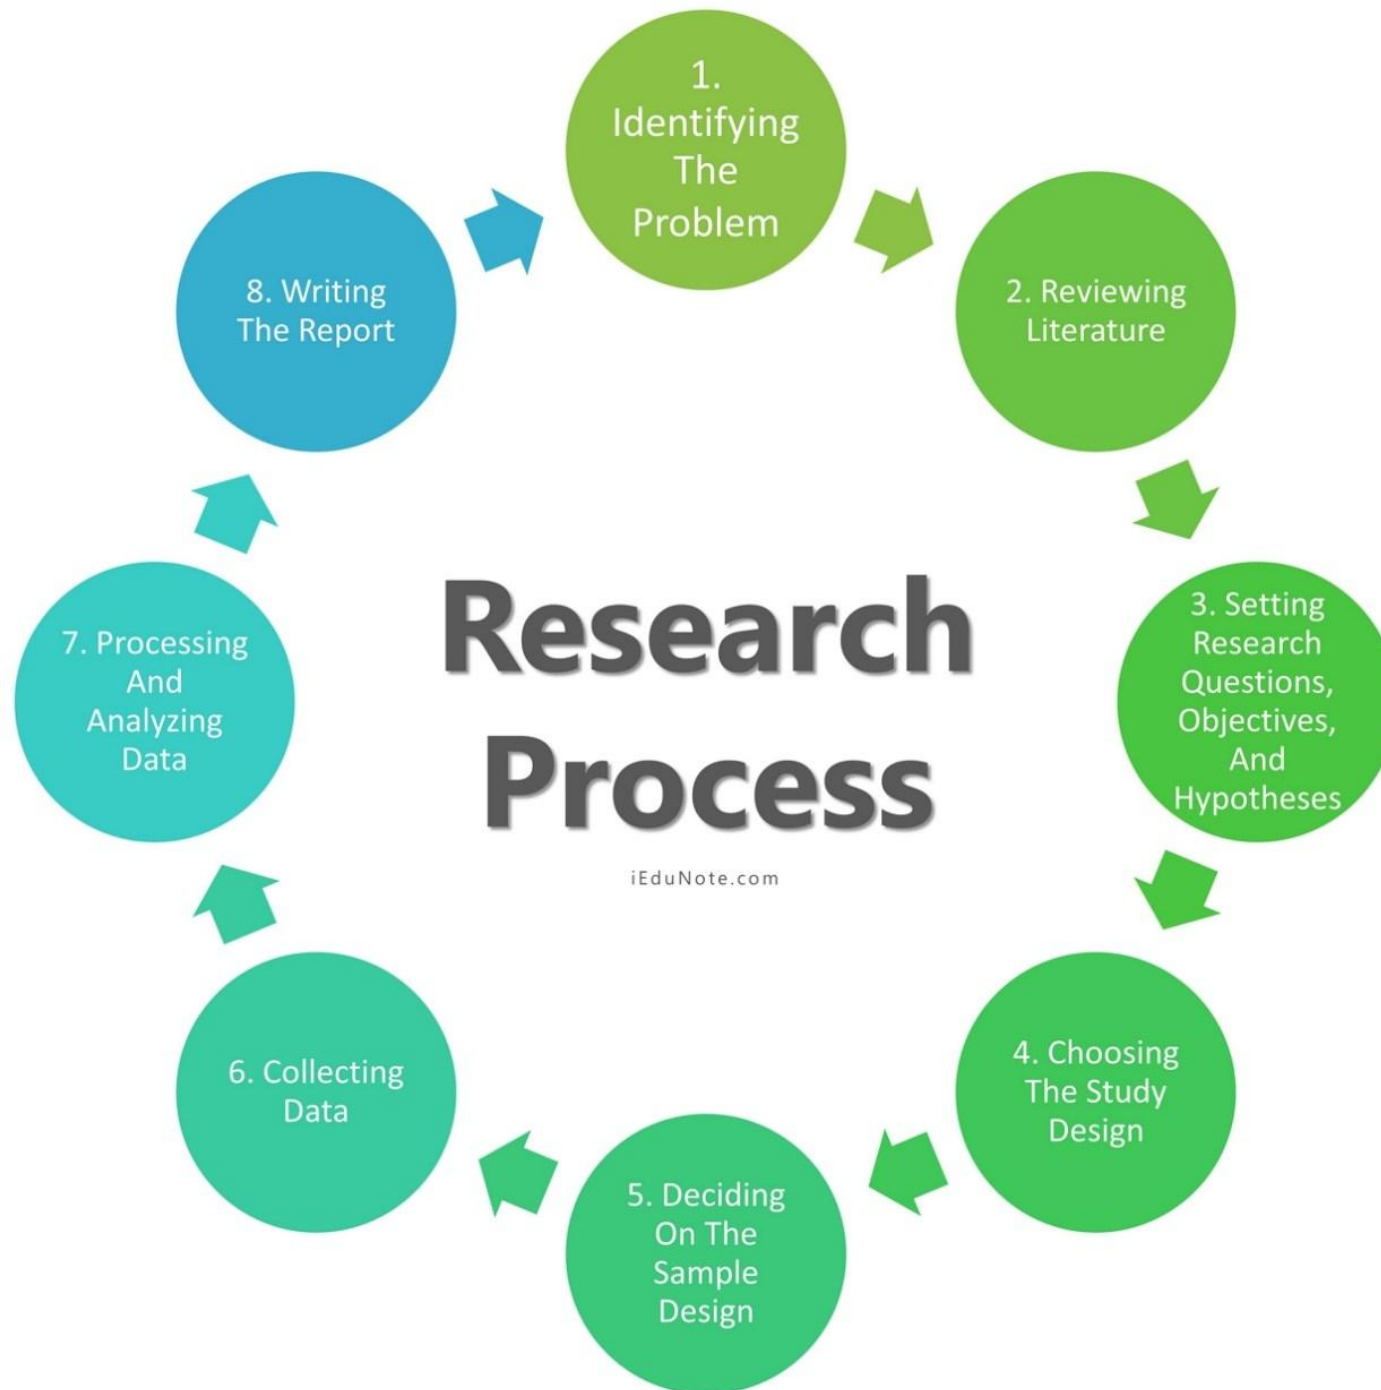 1.
Identifying
The
Problem
2. Reviewing
Literature
3. Setting
Research
Questions,
Objectives,
And
Hypotheses
4. Choosing
The Study
Design
5. Deciding
On The
Sample
Design
6. Collecting
Data
7. Processing
And
Analyzing
Data
8. Writing
The Report
Research
Process
iEduNote.com